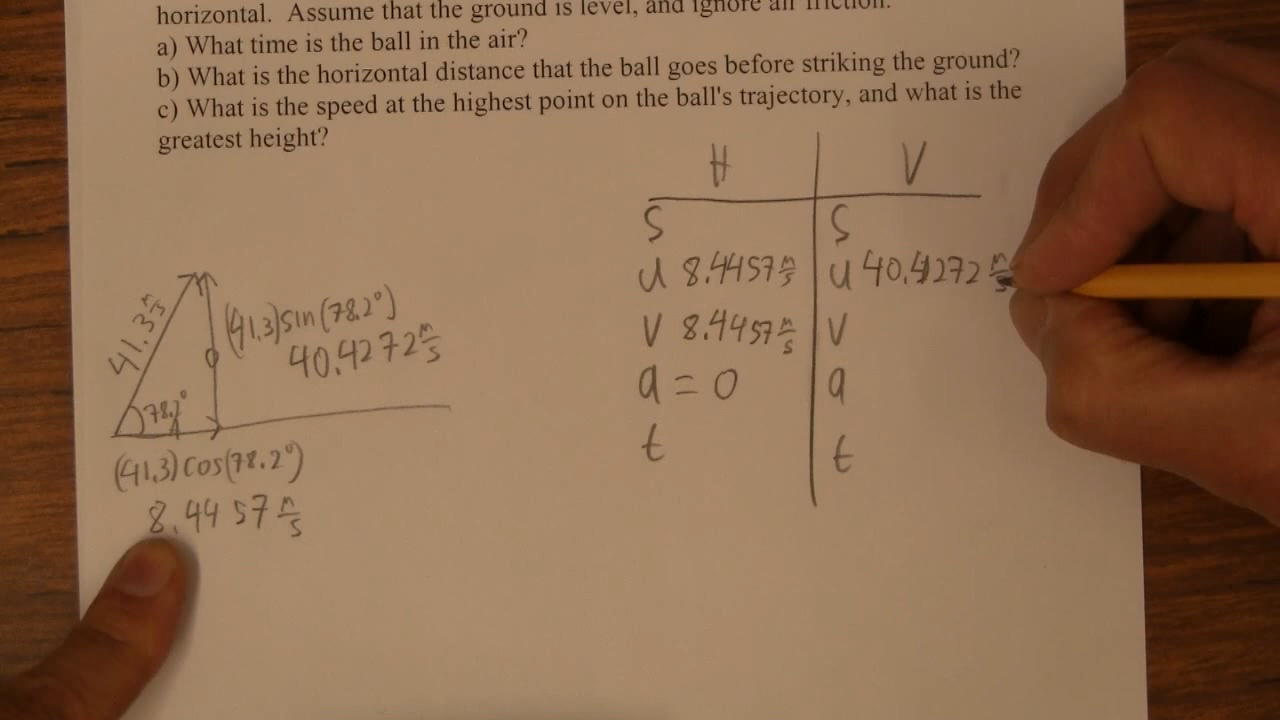 horizontal. Assume that the ground is level, and ignore all friction.
a) What time is the ball in the air?
b) What is the horizontal distance that the ball goes before striking the ground?
c) What is the speed at the highest point on the ball's trajectory, and what is the
greatest height?
H V
S S
u 8.4457 m/s u 40.4272 m/s
v 8.4457 m/s v
a = 0 a
t t
41.3 m/s
(41.3)sin(78.2°)
40.4272 m/s
78.2°
(41.3)cos(78.2°)
8.4457 m/s